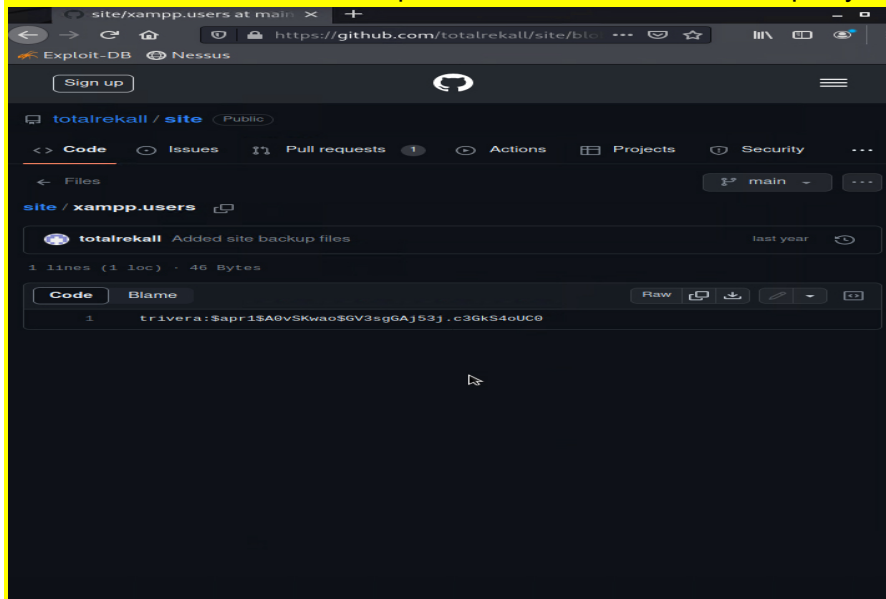 site/xampp.users at main
https://github.com/totalrekall/site/blo
Exploit-DB Nessus
Sign up
totalrekall / site Public
Code Issues Pull requests 1 Actions Projects Security
Files main
site / xampp.users
totalrekall Added site backup files last year
1 lines (1 loc) · 46 Bytes
Code Blame Raw
1 trivera:$apr1$A0vSKwao$GV3sgGAj53j.c3GkS4oUC0